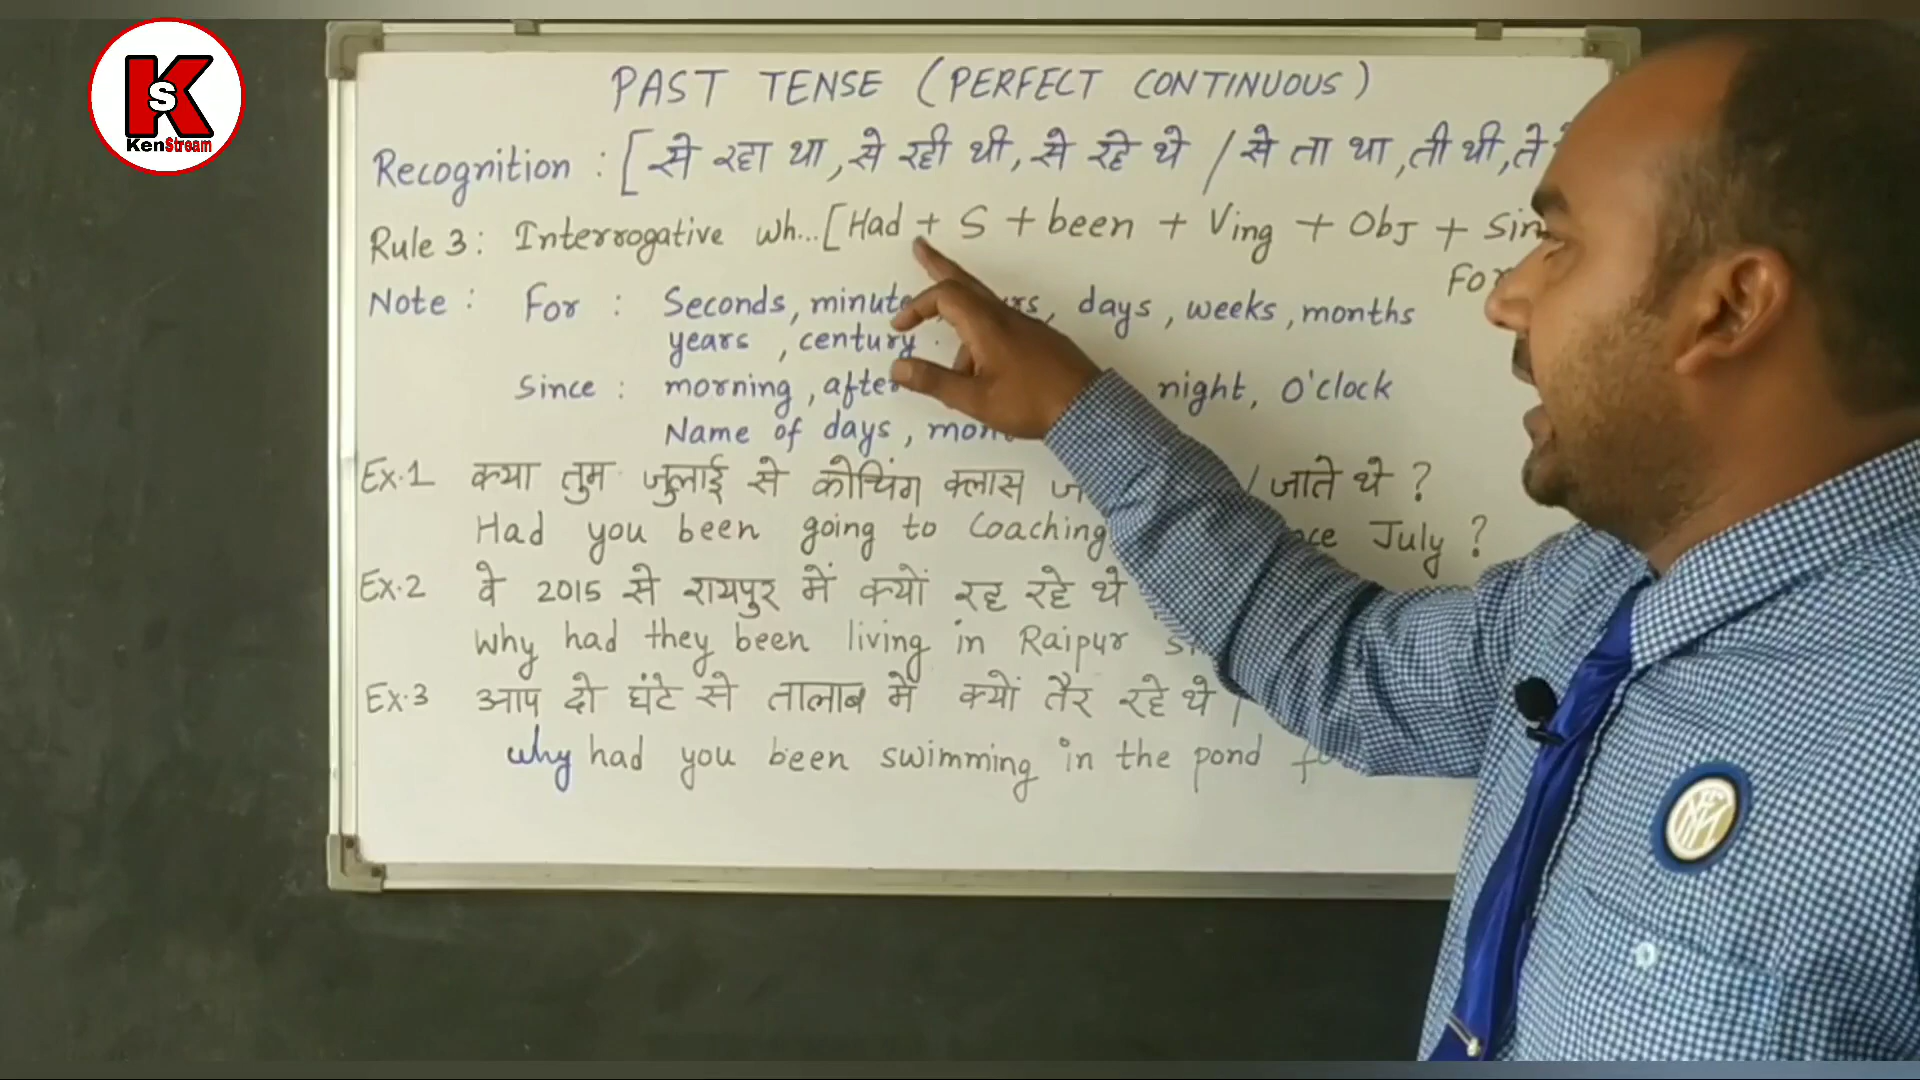 KS
KenStream
PAST TENSE (PERFECT CONTINUOUS)
Recognition : [से रहा था, से रही थी, से रहे थे / से ता था, ती थी, ते
Rule 3: Interrogative Wh...[Had + S + been + Ving + Obj + Sin
For
Note : For : Seconds, minute days, weeks, months
years, century.
Since : morning, night, O'clock
Name of days,
Ex.1 क्या तुम जुलाई से कोचिंग क्लास / जाते थे ?
Had you been going to Coaching July ?
Ex.2 वे 2015 से रायपुर में क्यों रह रहे थे
Why had they been living in Raipur
Ex.3 आप दो घंटे से तालाब में क्यों तैर रहे थे
why had you been swimming in the pond